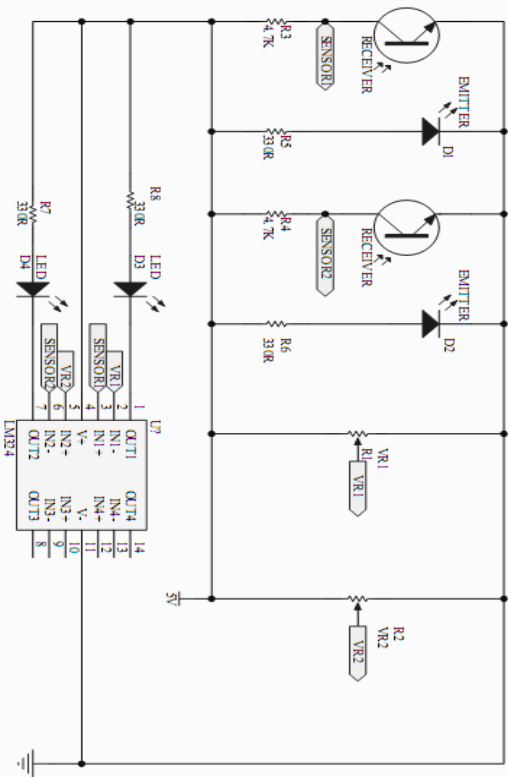 RECEIVER
R3
4.7K
SENSOR1
EMITTER
D1
R5
330R
RECEIVER
R4
4.7K
SENSOR2
EMITTER
D2
R6
330R
VR1
R1
VR1
R2
VR2
VR2
5V
R8
330R
LED
D3
R7
330R
LED
D4
VR1
SENSOR1
VR2
SENSOR2
U?
1 OUT1 OUT4 14
2 IN1- IN4- 13
3 IN1+ IN4+ 12
4 V+ V- 11
5 IN2+ IN3+ 10
6 IN2- IN3- 9
7 OUT2 OUT3 8
LM324